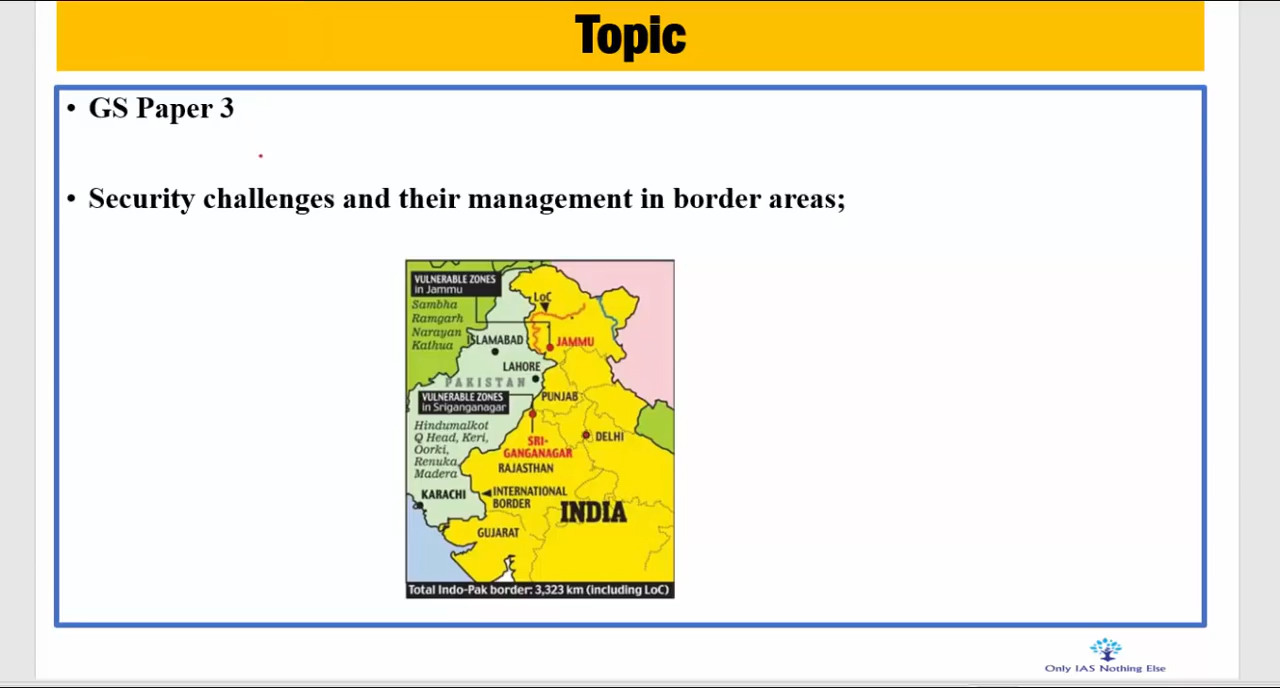 Topic
• GS Paper 3
• Security challenges and their management in border areas;
VULNERABLE ZONES
in Jammu
Sambha
Ramgarh
Narayan
Kathua
LoC
ISLAMABAD
JAMMU
LAHORE
PAKISTAN
VULNERABLE ZONES
in Sriganganagar
PUNJAB
Hindumalkot
Q Head, Keri,
Oorki,
Renuka,
Madera
SRI-
GANGANAGAR
DELHI
RAJASTHAN
KARACHI
INTERNATIONAL
BORDER
INDIA
GUJARAT
Total Indo-Pak border: 3,323 km (including LoC)
Only IAS Nothing Else